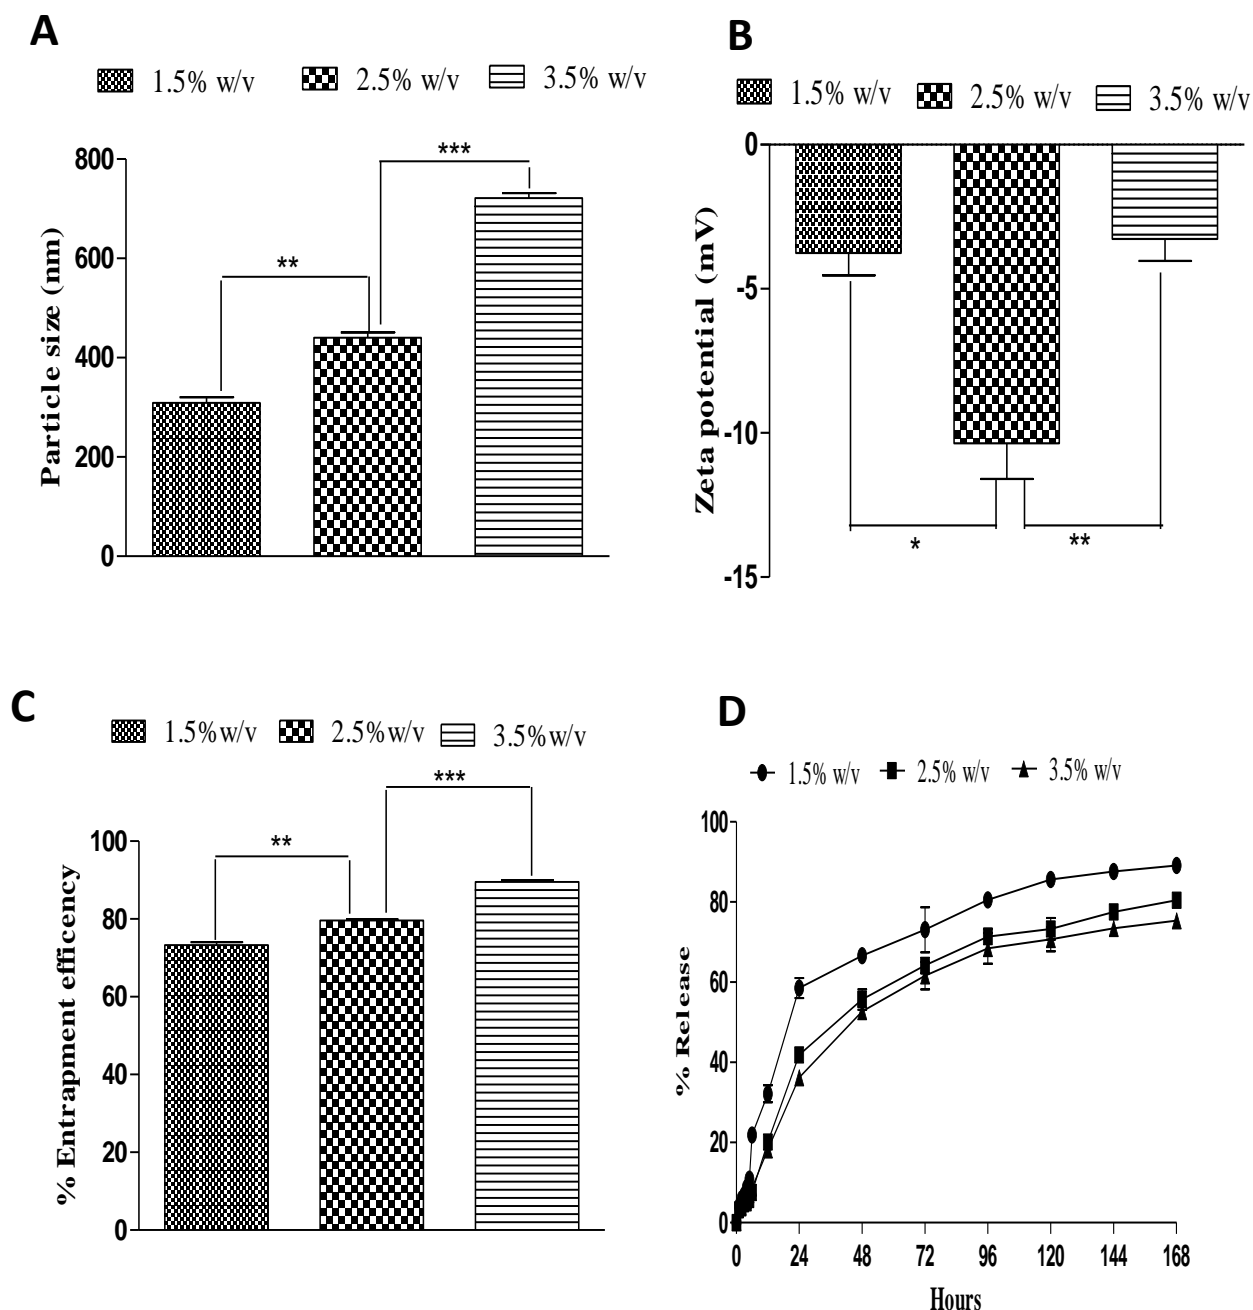 A
1.5% w/v 2.5% w/v 3.5% w/v
Particle size (nm)
800
600
400
200
0
**
***
B
1.5% w/v 2.5% w/v 3.5% w/v
Zeta potential (mV)
0
-5
-10
-15
*
**
C
1.5%w/v 2.5%w/v 3.5%w/v
% Entrapment efficency
100
80
60
40
20
0
**
***
D
1.5% w/v 2.5% w/v 3.5% w/v
% Release
100
80
60
40
20
0
0 24 48 72 96 120 144 168
Hours